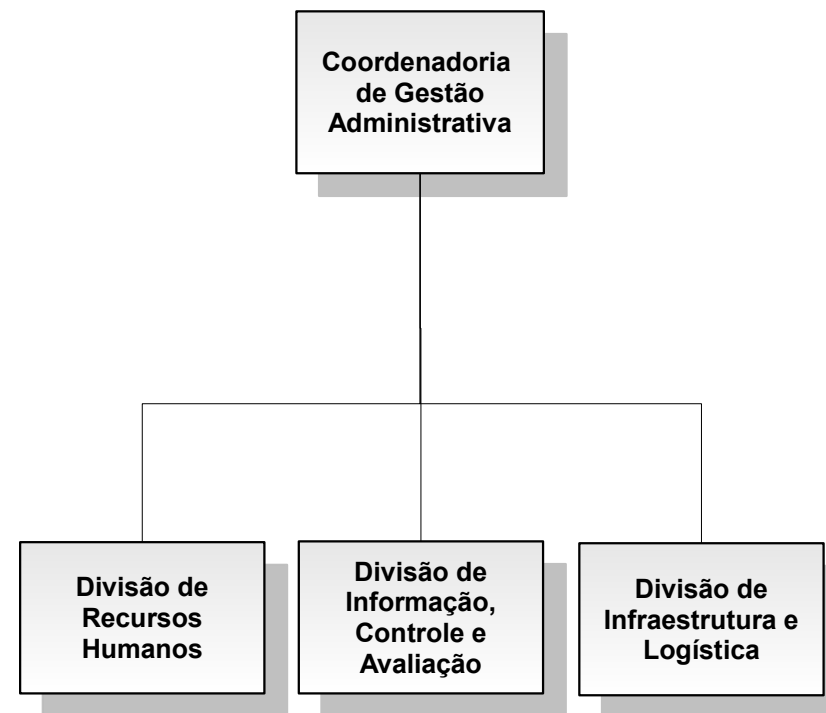 Coordenadoria
de Gestão
Administrativa
Divisão de
Recursos
Humanos
Divisão de
Informação,
Controle e
Avaliação
Divisão de
Infraestrutura e
Logística